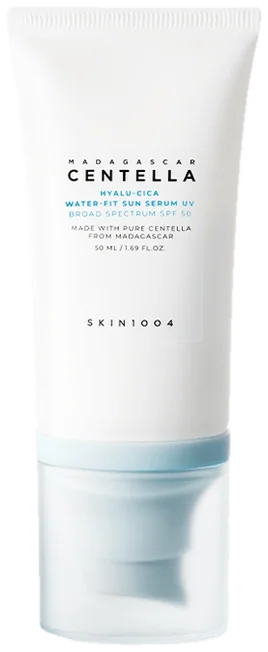 MADAGASCAR
CENTELLA
HYALU-CICA
WATER-FIT SUN SERUM UV
BROAD SPECTRUM SPF 50
MADE WITH PURE CENTELLA
FROM MADAGASCAR
50 ML / 1.69 FL.OZ.
SKIN1004